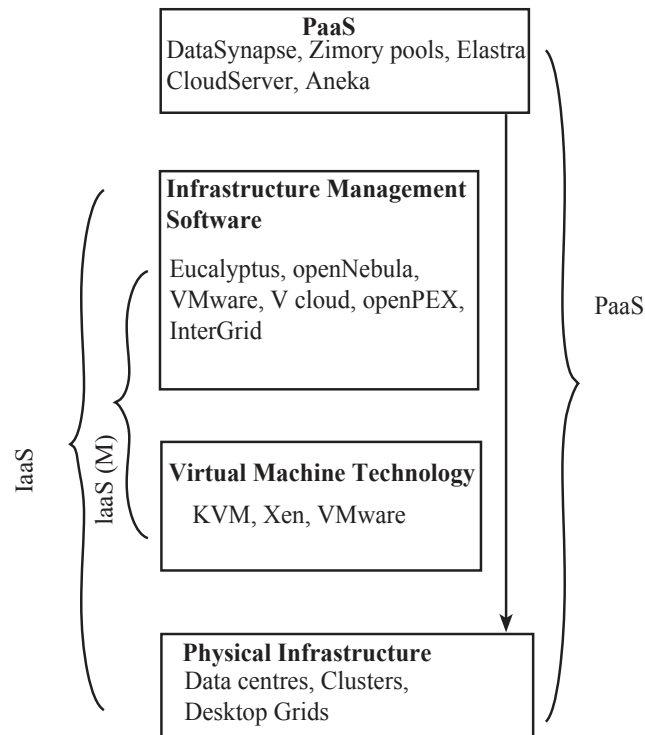 PaaS
DataSynapse, Zimory pools, Elastra
CloudServer, Aneka
Infrastructure Management
Software
Eucalyptus, openNebula,
VMware, V cloud, openPEX,
InterGrid
PaaS
IaaS
IaaS (M)
Virtual Machine Technology
KVM, Xen, VMware
Physical Infrastructure
Data centres, Clusters,
Desktop Grids